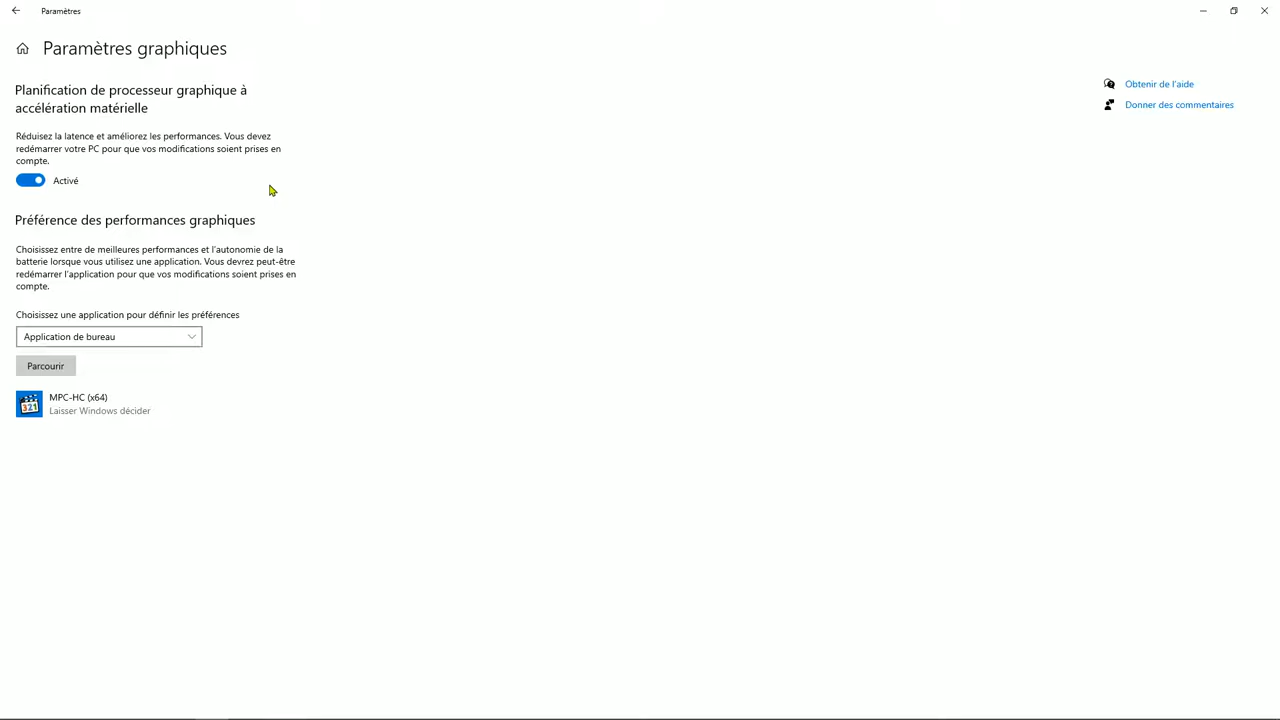 Paramètres
Paramètres graphiques
Planification de processeur graphique à
accélération matérielle
Réduisez la latence et améliorez les performances. Vous devez
redémarrer votre PC pour que vos modifications soient prises en
compte.
Activé
Préférence des performances graphiques
Choisissez entre de meilleures performances et l'autonomie de la
batterie lorsque vous utilisez une application. Vous devrez peut-être
redémarrer l'application pour que vos modifications soient prises en
compte.
Choisissez une application pour définir les préférences
Application de bureau
Parcourir
321
MPC-HC (x64)
Laisser Windows décider
Obtenir de l'aide
Donner des commentaires